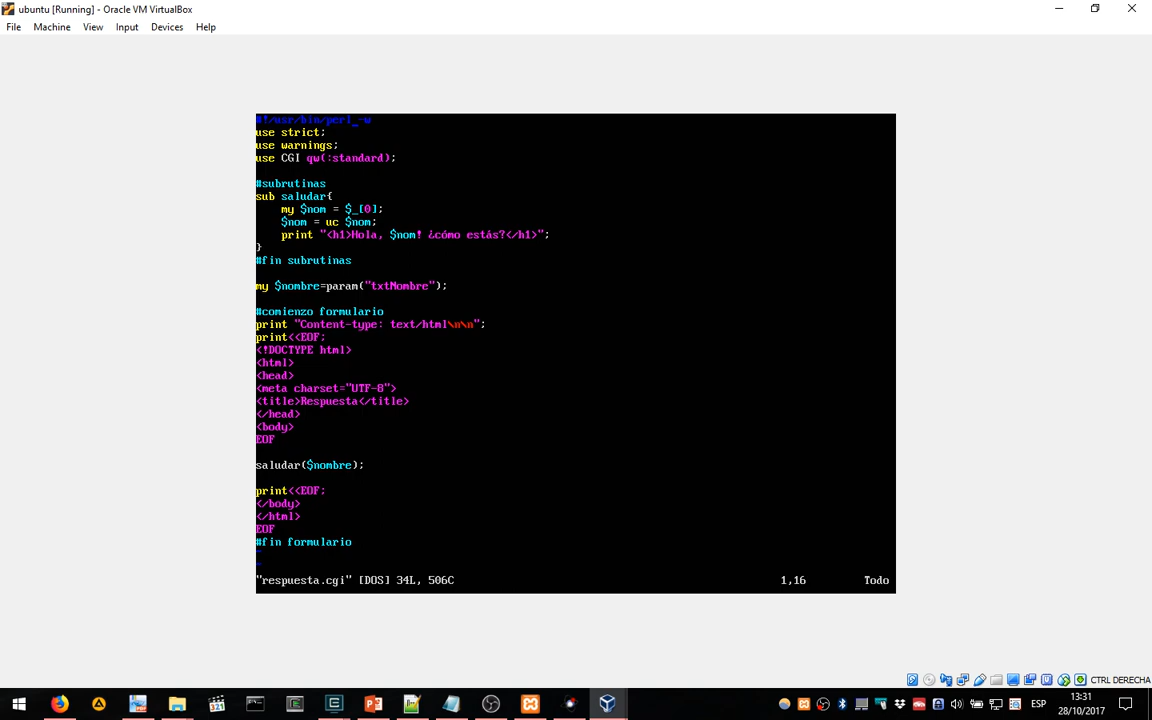 ubuntu [Running] - Oracle VM VirtualBox
File Machine View Input Devices Help
#!/usr/bin/perl -w
use strict;
use warnings;
use CGI qw(:standard);
#subrutinas
sub saludar{
my $nom = $_[0];
$nom = uc $nom;
print "<h1>Hola, $nom! ¿cómo estás?</h1>";
}
#fin subrutinas
my $nombre=param("txtNombre");
#comienzo formulario
print "Content-type: text/html\n\n";
print<<EOF;
<!DOCTYPE html>
<html>
<head>
<meta charset="UTF-8">
<title>Respuesta</title>
</head>
<body>
EOF
saludar($nombre);
print<<EOF;
</body>
</html>
EOF
#fin formulario
~
~
"respuesta.cgi" [DOS] 34L, 506C 1,16 Todo
CTRL DERECHA
ESP
13:31
28/10/2017